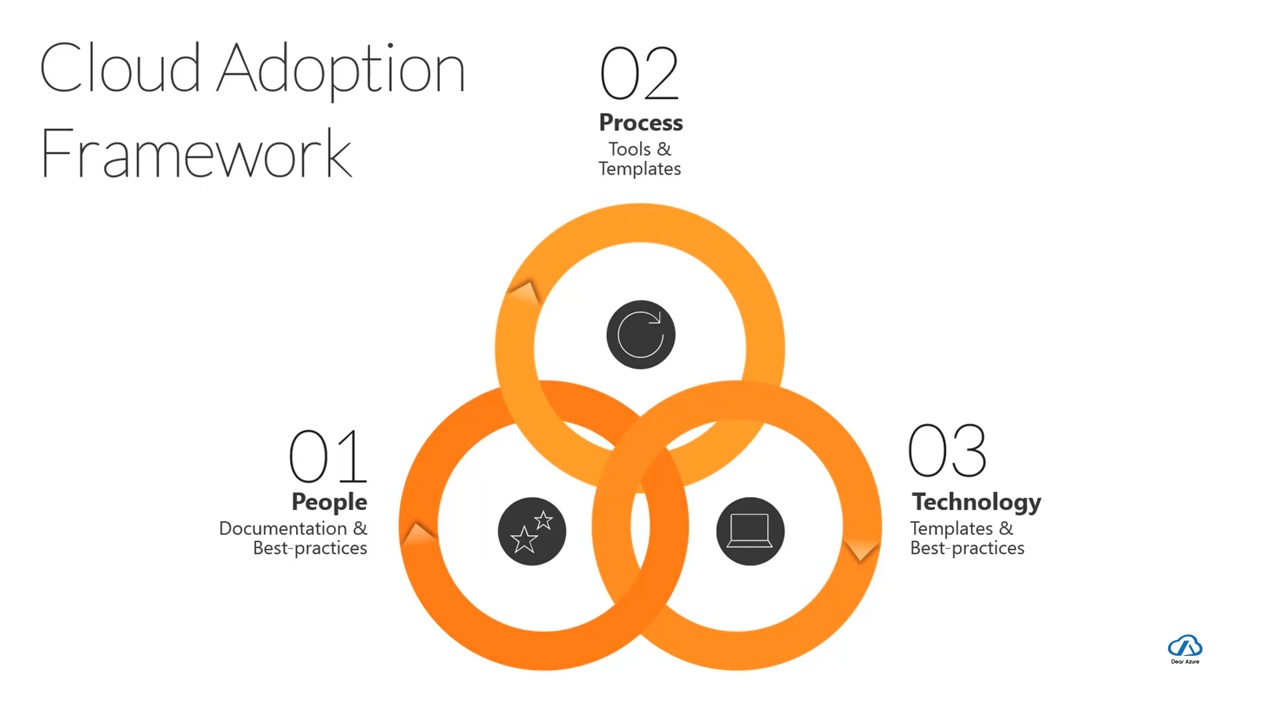 Cloud Adoption
Framework
02
Process
Tools &
Templates
01
People
Documentation &
Best-practices
03
Technology
Templates &
Best-practices
Dear Azure